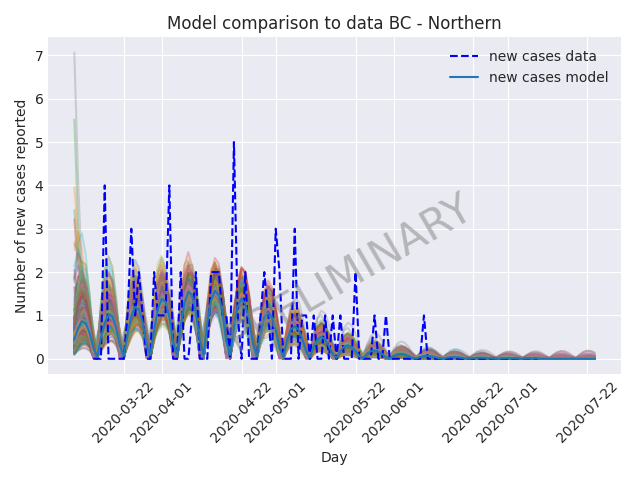 Model comparison to data BC - Northern
new cases data
new cases model
7
6
5
4
3
2
1
0
Number of new cases reported
ELIMINARY
2020-03-22
2020-04-01
2020-04-22
2020-05-01
2020-05-22
2020-06-01
2020-06-22
2020-07-01
2020-07-22
Day